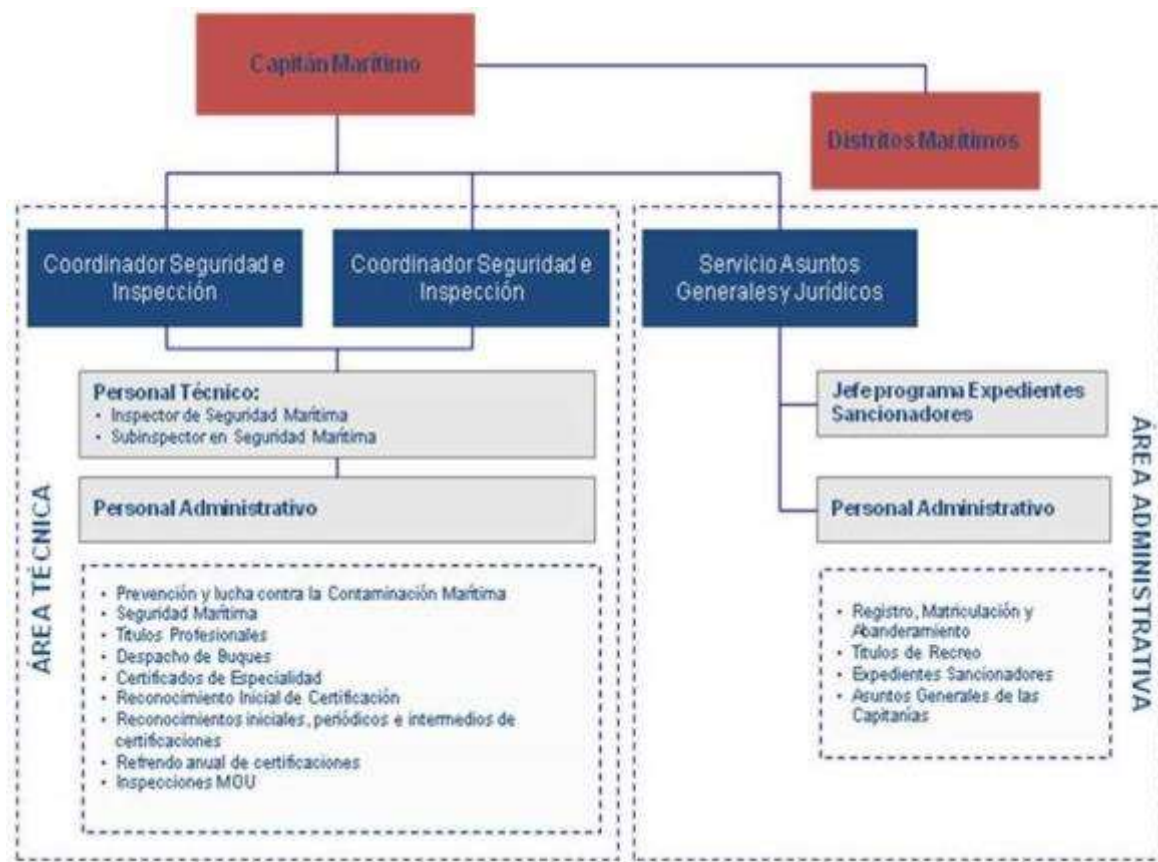 Capitán Marítimo
Distritos Marítimos
Coordinador Seguridad e
Inspección
Coordinador Seguridad e
Inspección
Servicio Asuntos
Generales y Jurídicos
ÁREA TÉCNICA
Personal Técnico:
• Inspector de Seguridad Marítima
• Subinspector en Seguridad Marítima
Personal Administrativo
• Prevención y lucha contra la Contaminación Marítima
• Seguridad Marítima
• Títulos Profesionales
• Despacho de Buques
• Certificados de Especialidad
• Reconocimiento Inicial de Certificación
• Reconocimientos iniciales, periódicos e intermedios de
certificaciones
• Refrendo anual de certificaciones
• Inspecciones MOU
Jefe programa Expedientes
Sancionadores
Personal Administrativo
• Registro, Matriculación y
Abanderamiento
• Títulos de Recreo
• Expedientes Sancionadores
• Asuntos Generales de las
Capitanías
ÁREA ADMINISTRATIVA